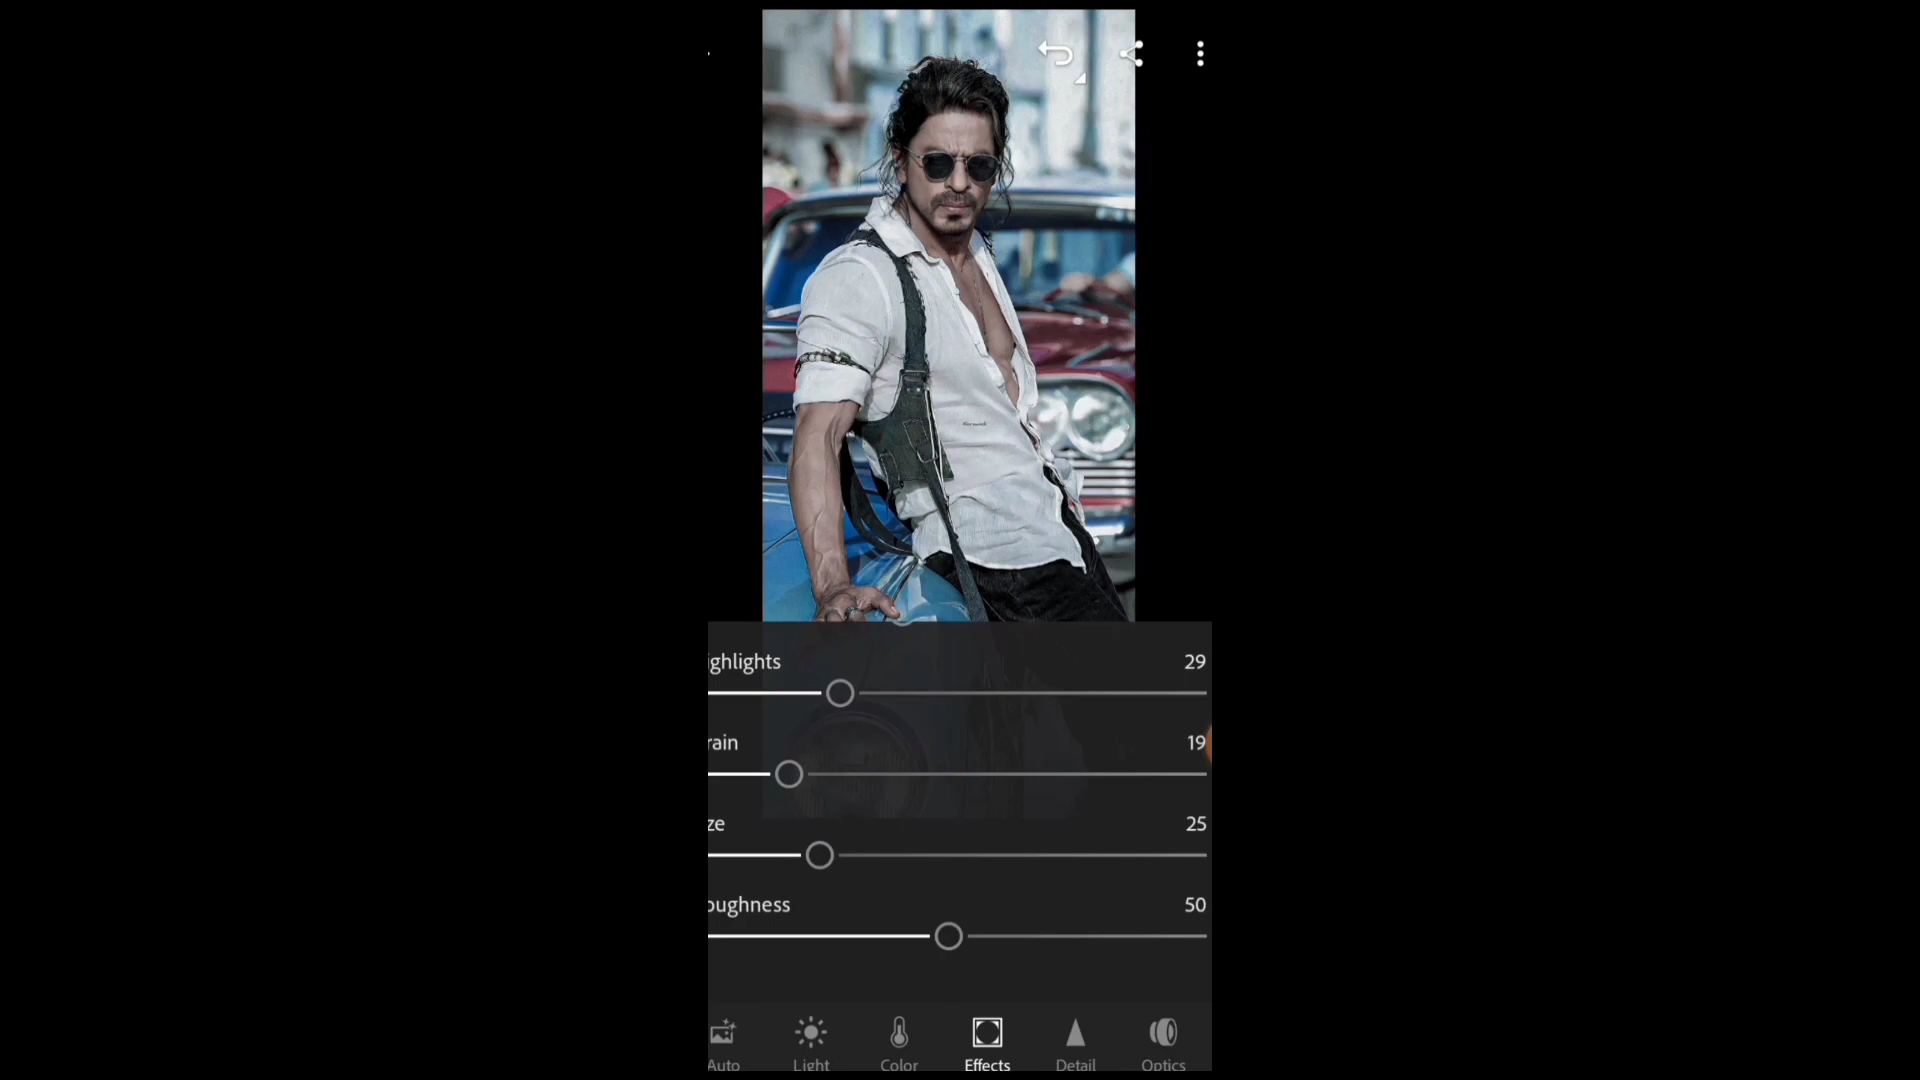 ighlights 29
rain 19
ze 25
oughness 50
Auto Light Color Effects Detail Optics